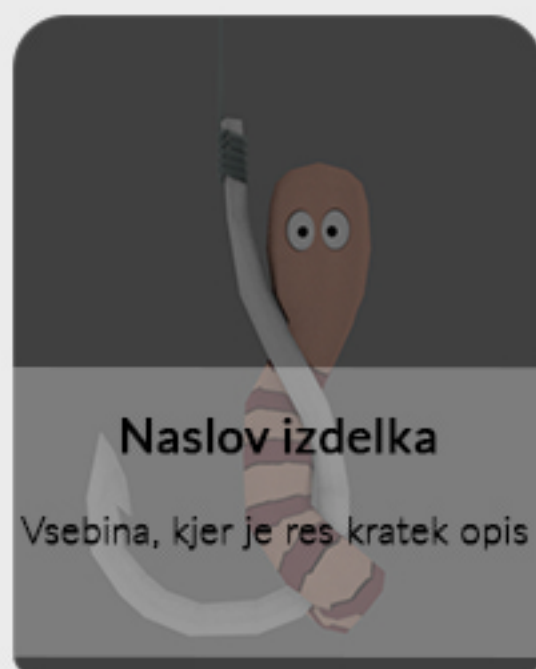 Naslov izdelka
Vsebina, kjer je res kratek opis